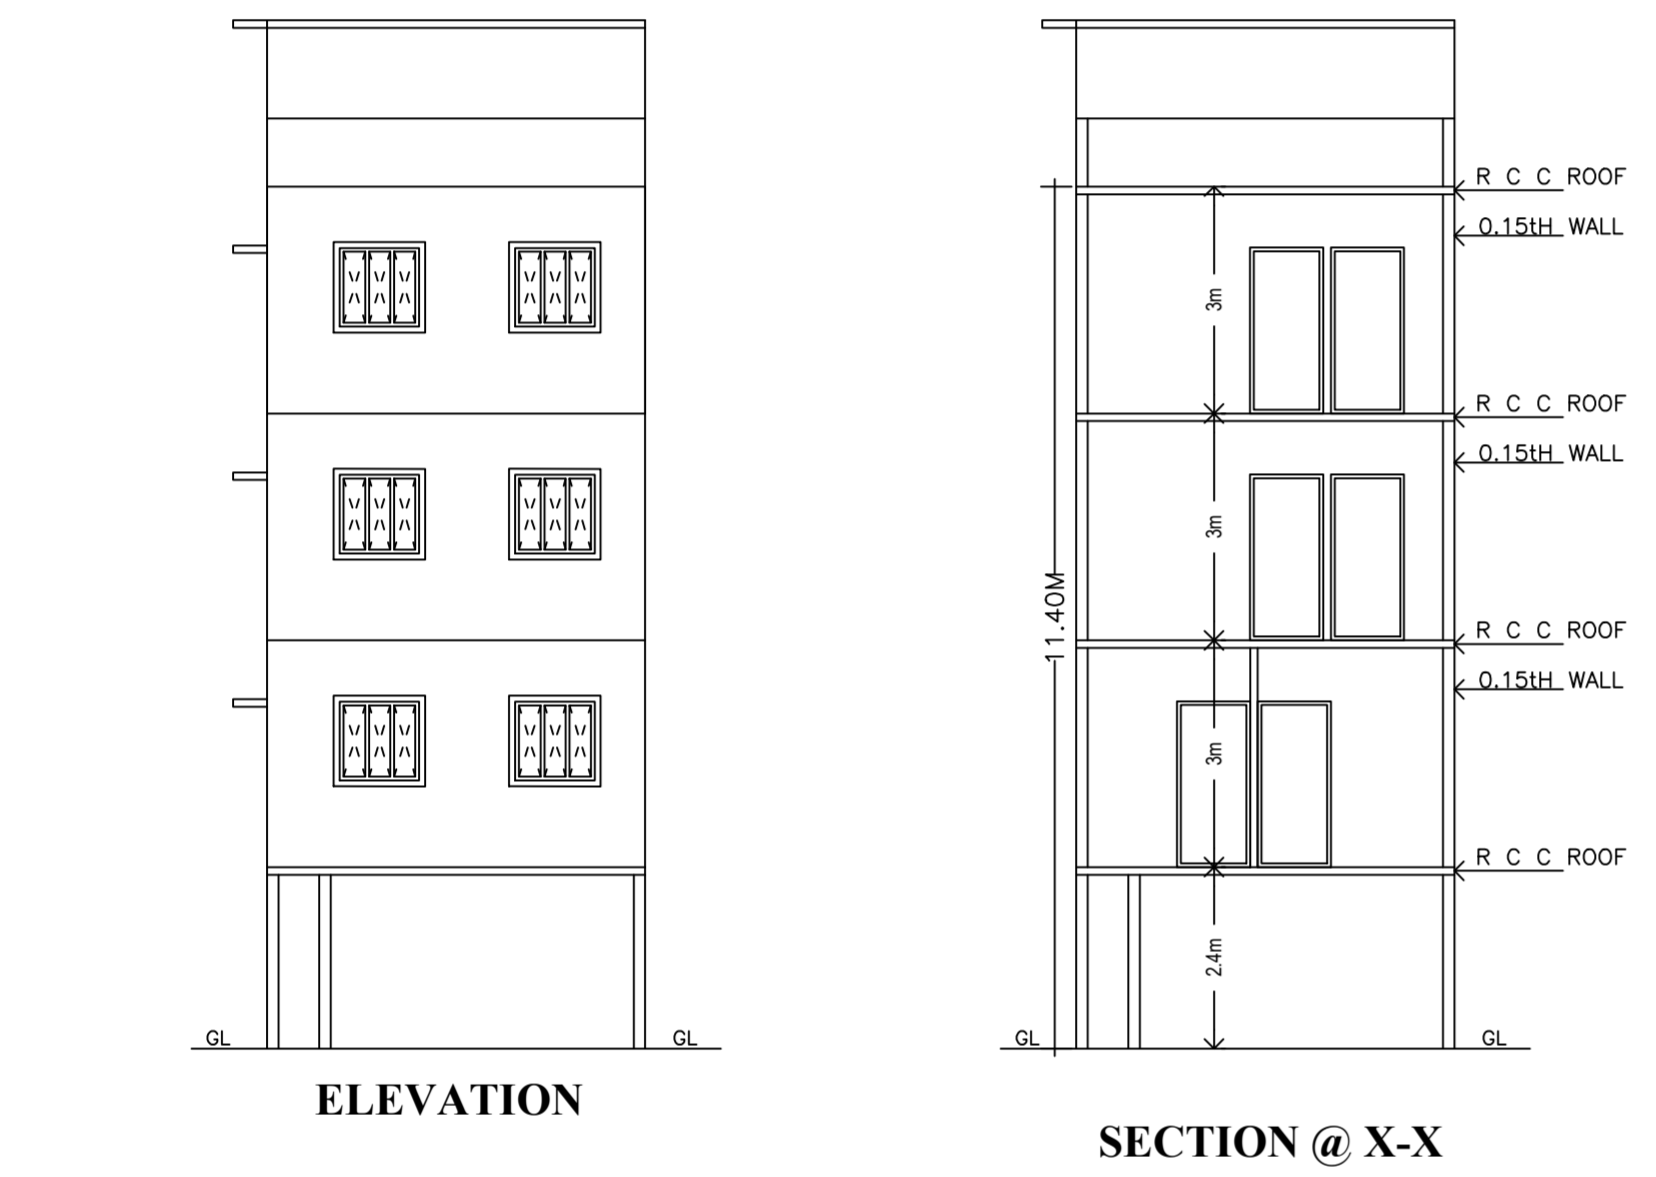 R C C ROOF
0.15tH WALL
3m
R C C ROOF
0.15tH WALL
3m
11.40M
R C C ROOF
0.15tH WALL
3m
R C C ROOF
2.4m
GL
GL
GL
GL
ELEVATION
SECTION @ X-X